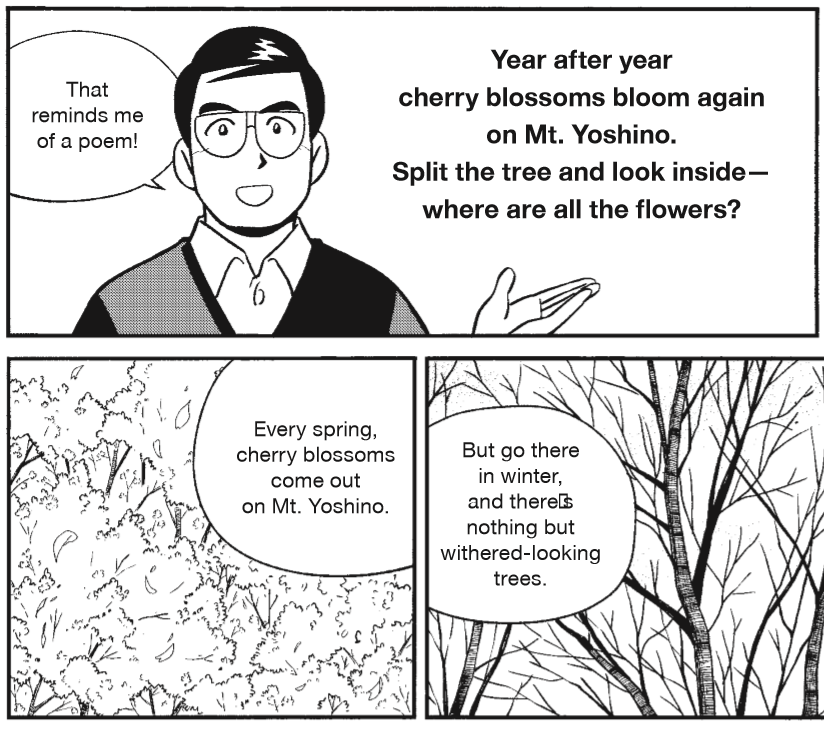 That
reminds me
of a poem!
Year after year
cherry blossoms bloom again
on Mt. Yoshino.
Split the tree and look inside—
where are all the flowers?
Every spring,
cherry blossoms
come out
on Mt. Yoshino.
But go there
in winter,
and there▯s
nothing but
withered-looking
trees.